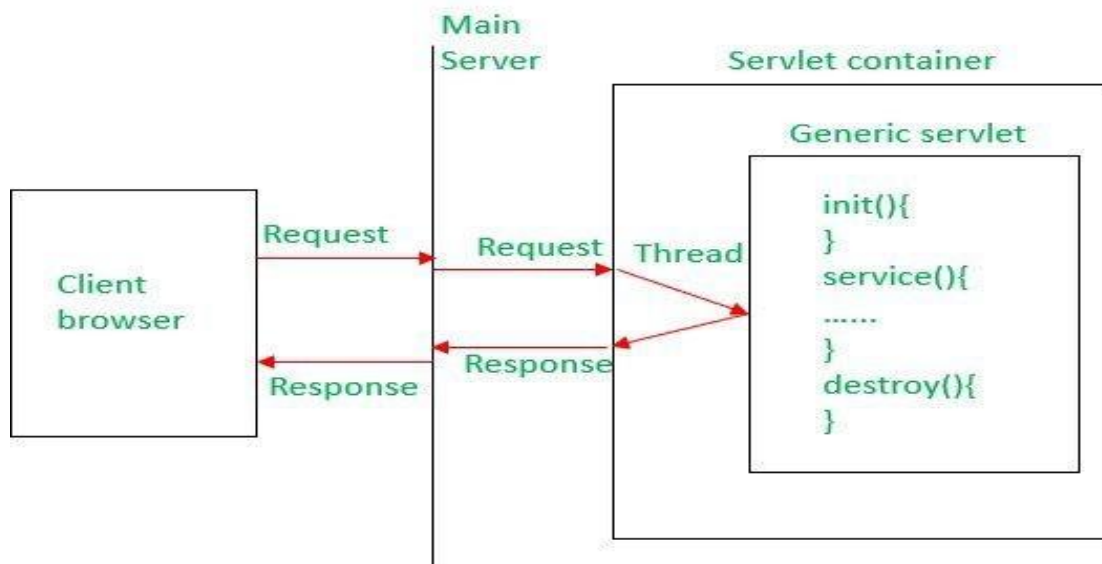 Main
Server
Servlet container
Generic servlet
Client
browser
Request
Request
Thread
Response
Response
init(){
}
service(){
......
}
destroy(){
}